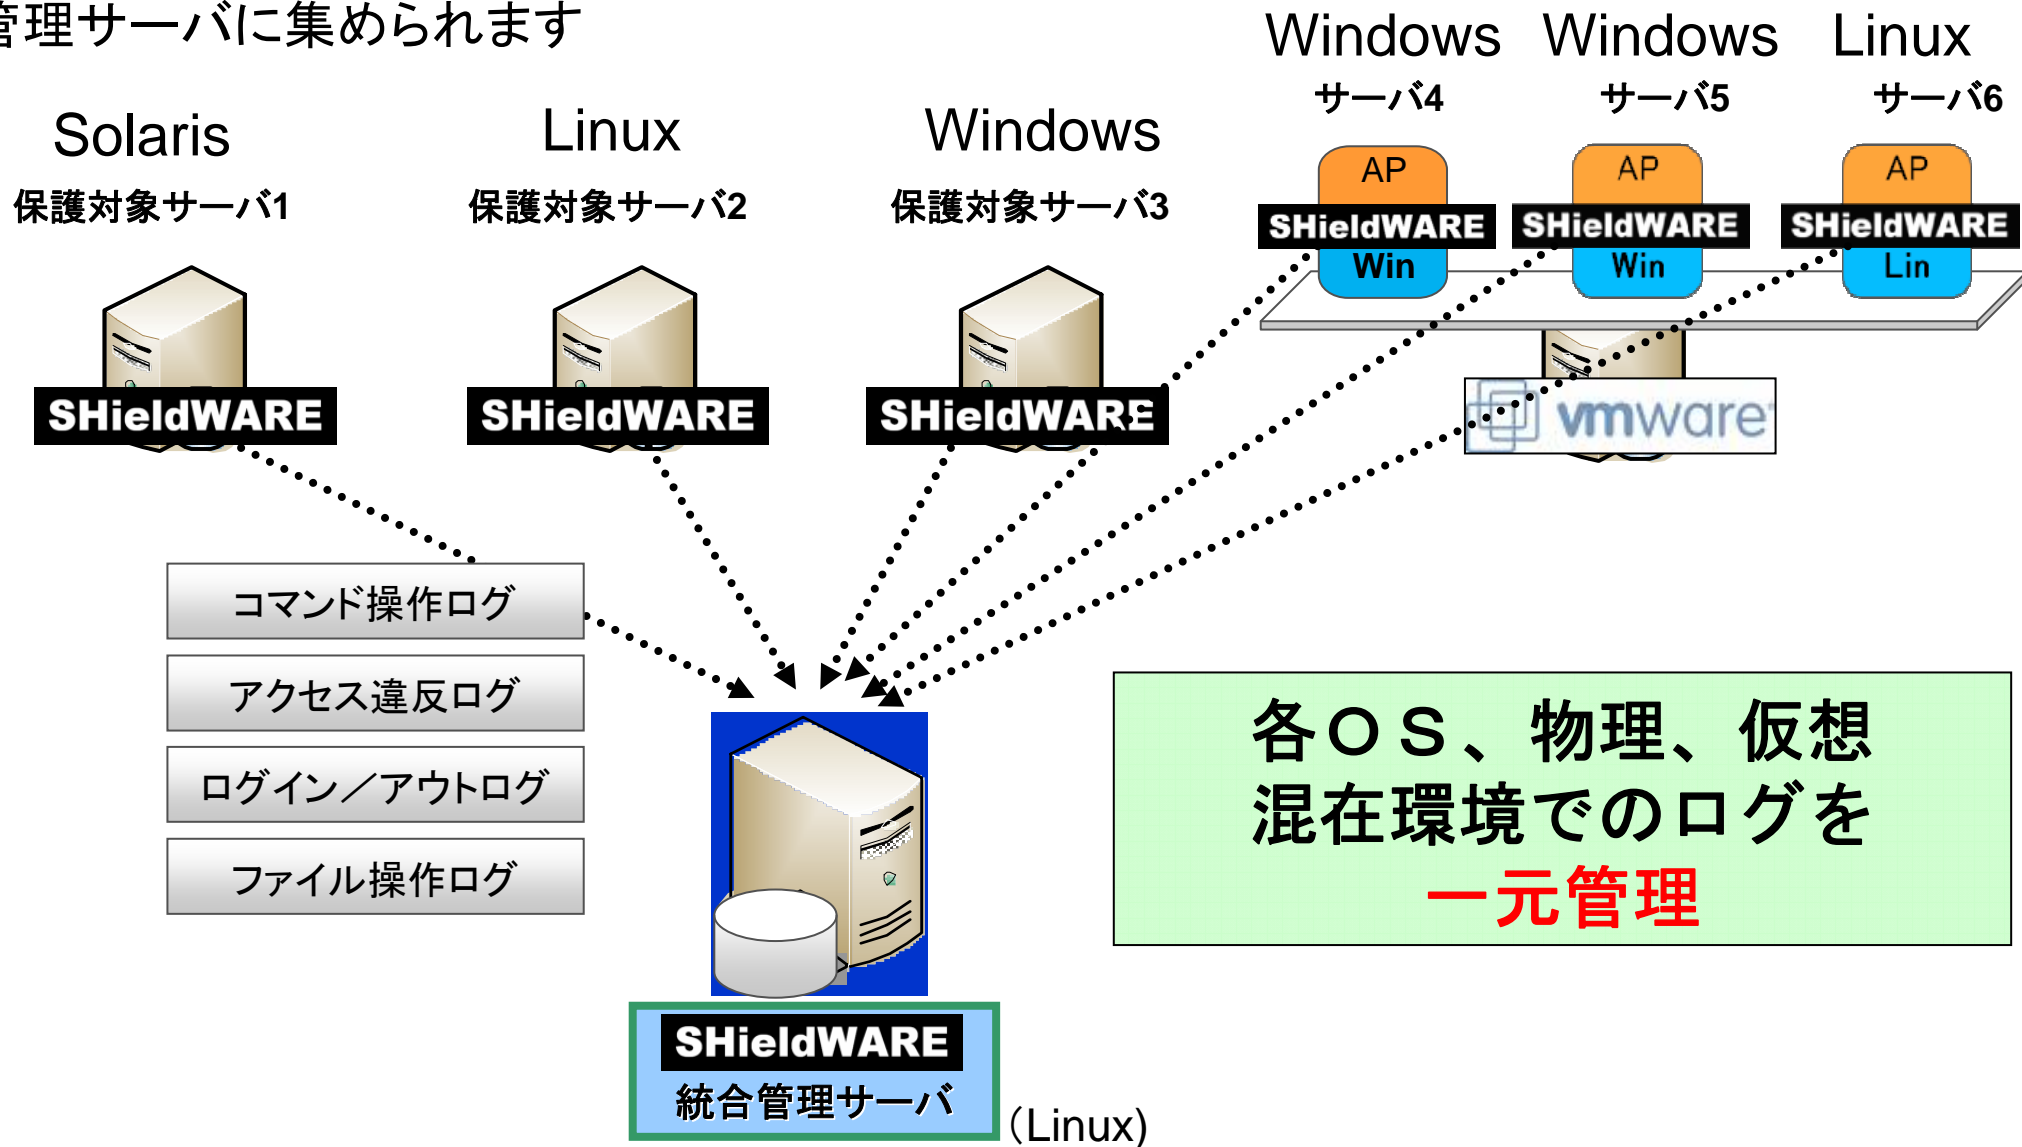 管理サーバに集められます
Windows Windows Linux
サーバ4 サーバ5 サーバ6
Solaris Linux Windows
保護対象サーバ1 保護対象サーバ2 保護対象サーバ3
AP AP AP
SHieldWARE SHieldWARE SHieldWARE
Win Win Lin
SHieldWARE SHieldWARE SHieldWARE
vmware
コマンド操作ログ
アクセス違反ログ
ログイン／アウトログ
ファイル操作ログ
各ＯＳ、物理、仮想
混在環境でのログを
一元管理
SHieldWARE
統合管理サーバ
（Linux)